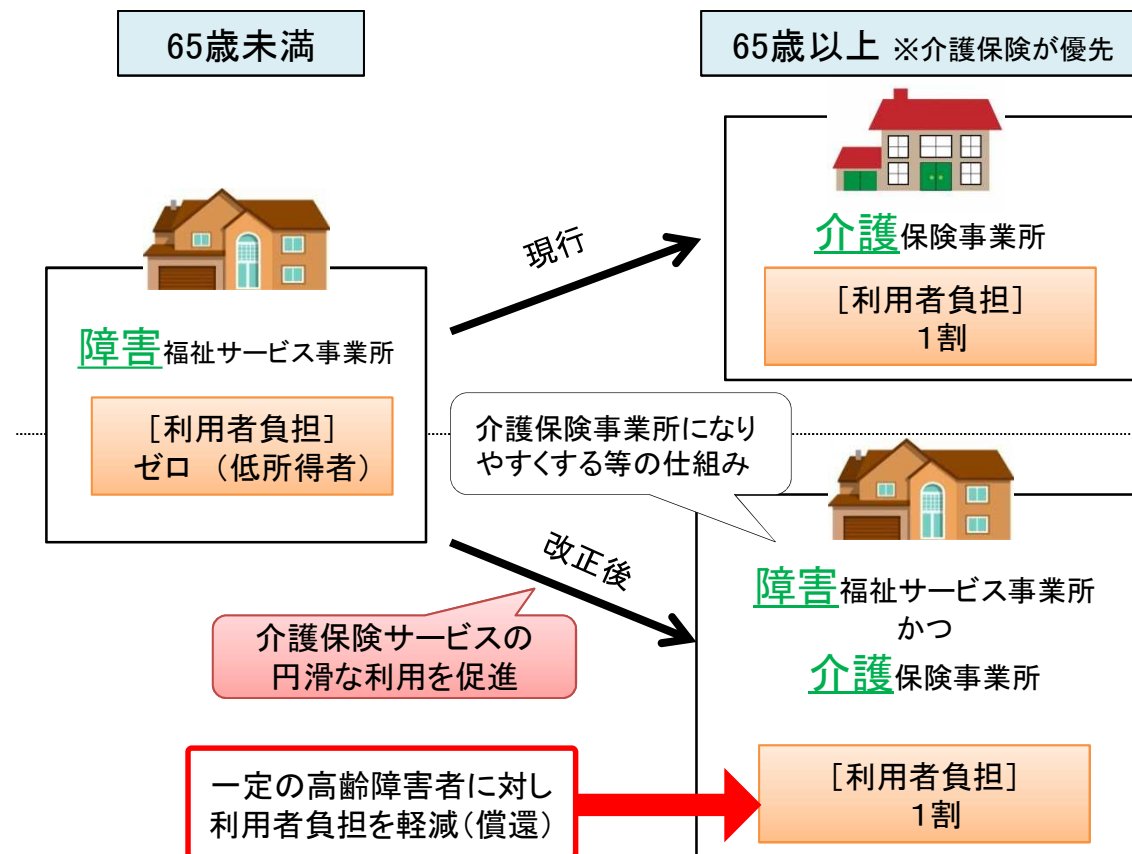 65歳未満
65歳以上 ※介護保険が優先
介護保険事業所
[利用者負担]
1割
現行
障害福祉サービス事業所
[利用者負担]
ゼロ （低所得者）
介護保険事業所になり
やすくする等の仕組み
改正後
介護保険サービスの
円滑な利用を促進
障害福祉サービス事業所
かつ
介護保険事業所
一定の高齢障害者に対し
利用者負担を軽減（償還）
[利用者負担]
1割